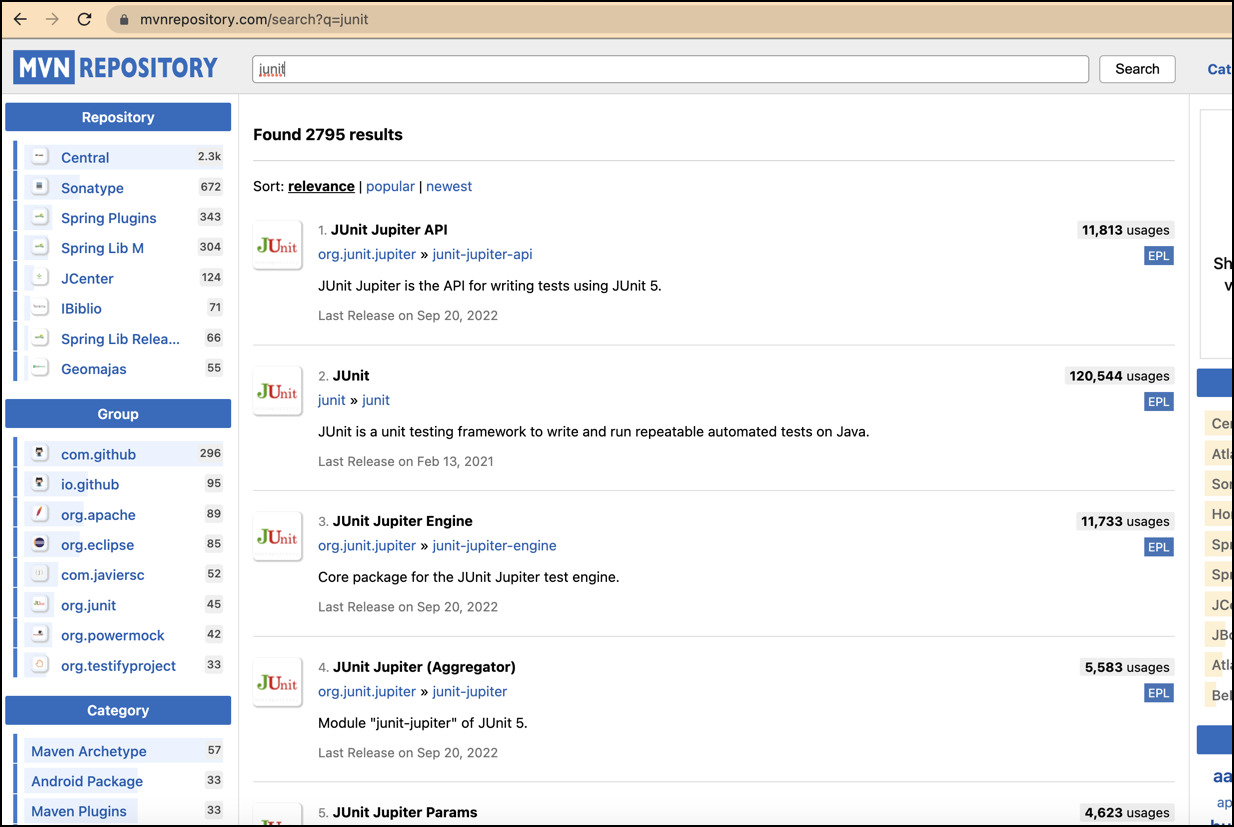 mvnrepository.com/search?q=junit
MVN REPOSITORY
junit
Search
Cat
Repository
Central 2.3k
Sonatype 672
Spring Plugins 343
Spring Lib M 304
JCenter 124
IBiblio 71
Spring Lib Relea... 66
Geomajas 55
Group
com.github 296
io.github 95
org.apache 89
org.eclipse 85
com.javiersc 52
org.junit 45
org.powermock 42
org.testifyproject 33
Category
Maven Archetype 57
Android Package 33
Maven Plugins 33
Found 2795 results
Sort: relevance | popular | newest
1. JUnit Jupiter API 11,813 usages
org.junit.jupiter » junit-jupiter-api EPL
JUnit
JUnit Jupiter is the API for writing tests using JUnit 5.
Last Release on Sep 20, 2022
2. JUnit 120,544 usages
junit » junit EPL
JUnit
JUnit is a unit testing framework to write and run repeatable automated tests on Java.
Last Release on Feb 13, 2021
3. JUnit Jupiter Engine 11,733 usages
org.junit.jupiter » junit-jupiter-engine EPL
JUnit
Core package for the JUnit Jupiter test engine.
Last Release on Sep 20, 2022
4. JUnit Jupiter (Aggregator) 5,583 usages
org.junit.jupiter » junit-jupiter EPL
JUnit
Module "junit-jupiter" of JUnit 5.
Last Release on Sep 20, 2022
5. JUnit Jupiter Params 4,623 usages
Sh
v
Cer
Atla
Son
Hor
Spr
Spr
JCe
JBo
Atla
Bel
aa
ap